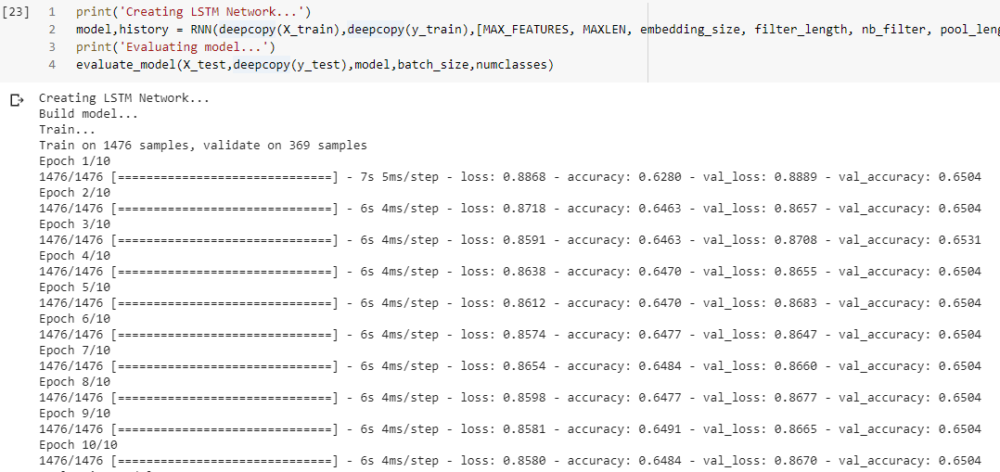 [23] 1 print('Creating LSTM Network...')
2 model,history = RNN(deepcopy(X_train),deepcopy(y_train),[MAX_FEATURES, MAXLEN, embedding_size, filter_length, nb_filter, pool_leng
3 print('Evaluating model...')
4 evaluate_model(X_test,deepcopy(y_test),model,batch_size,numclasses)
Creating LSTM Network...
Build model...
Train...
Train on 1476 samples, validate on 369 samples
Epoch 1/10
1476/1476 [==============================] - 7s 5ms/step - loss: 0.8868 - accuracy: 0.6280 - val_loss: 0.8889 - val_accuracy: 0.6504
Epoch 2/10
1476/1476 [==============================] - 6s 4ms/step - loss: 0.8718 - accuracy: 0.6463 - val_loss: 0.8657 - val_accuracy: 0.6504
Epoch 3/10
1476/1476 [==============================] - 6s 4ms/step - loss: 0.8591 - accuracy: 0.6463 - val_loss: 0.8708 - val_accuracy: 0.6531
Epoch 4/10
1476/1476 [==============================] - 6s 4ms/step - loss: 0.8638 - accuracy: 0.6470 - val_loss: 0.8655 - val_accuracy: 0.6504
Epoch 5/10
1476/1476 [==============================] - 6s 4ms/step - loss: 0.8612 - accuracy: 0.6470 - val_loss: 0.8683 - val_accuracy: 0.6504
Epoch 6/10
1476/1476 [==============================] - 6s 4ms/step - loss: 0.8574 - accuracy: 0.6477 - val_loss: 0.8647 - val_accuracy: 0.6504
Epoch 7/10
1476/1476 [==============================] - 6s 4ms/step - loss: 0.8654 - accuracy: 0.6484 - val_loss: 0.8660 - val_accuracy: 0.6504
Epoch 8/10
1476/1476 [==============================] - 6s 4ms/step - loss: 0.8598 - accuracy: 0.6477 - val_loss: 0.8677 - val_accuracy: 0.6504
Epoch 9/10
1476/1476 [==============================] - 6s 4ms/step - loss: 0.8581 - accuracy: 0.6491 - val_loss: 0.8665 - val_accuracy: 0.6504
Epoch 10/10
1476/1476 [==============================] - 6s 4ms/step - loss: 0.8580 - accuracy: 0.6484 - val_loss: 0.8670 - val_accuracy: 0.6504